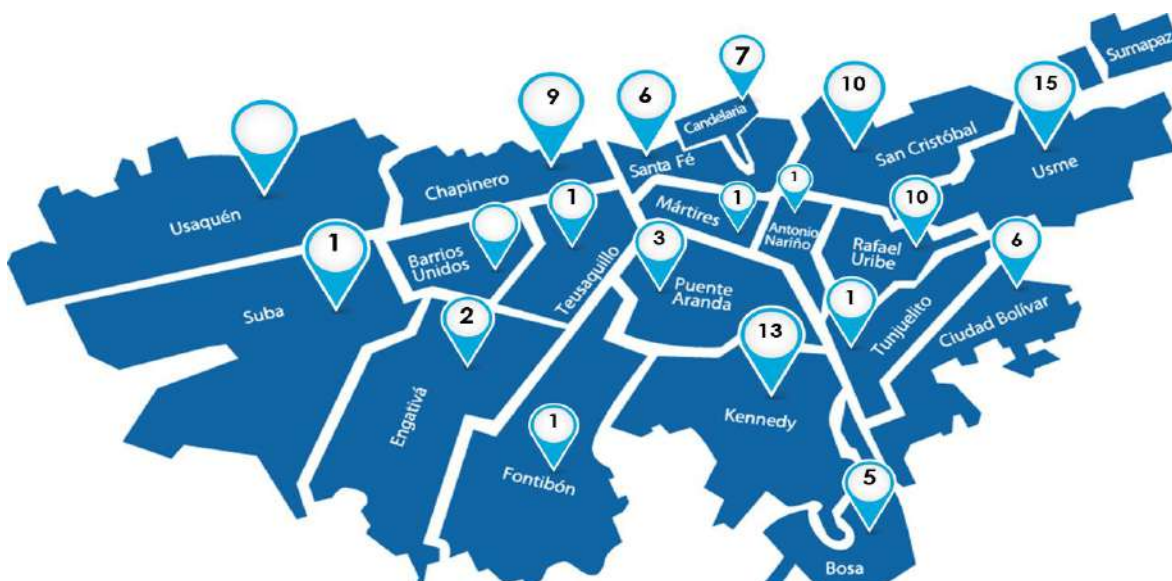 Sumapaz
7
15
9
6
10
Candelaria
San Cristóbal
Santa Fé
Usme
Chapinero
1
1
1
10
Usaquén
Mártires
Antonio
Nariño
1
3
6
Barrios
Unidos
Rafael
Uribe
Teusaquillo
Puente
Aranda
1
Suba
2
13
Tunjuelito
Ciudad Bolívar
Engativá
Kennedy
1
Fontibón
5
Bosa